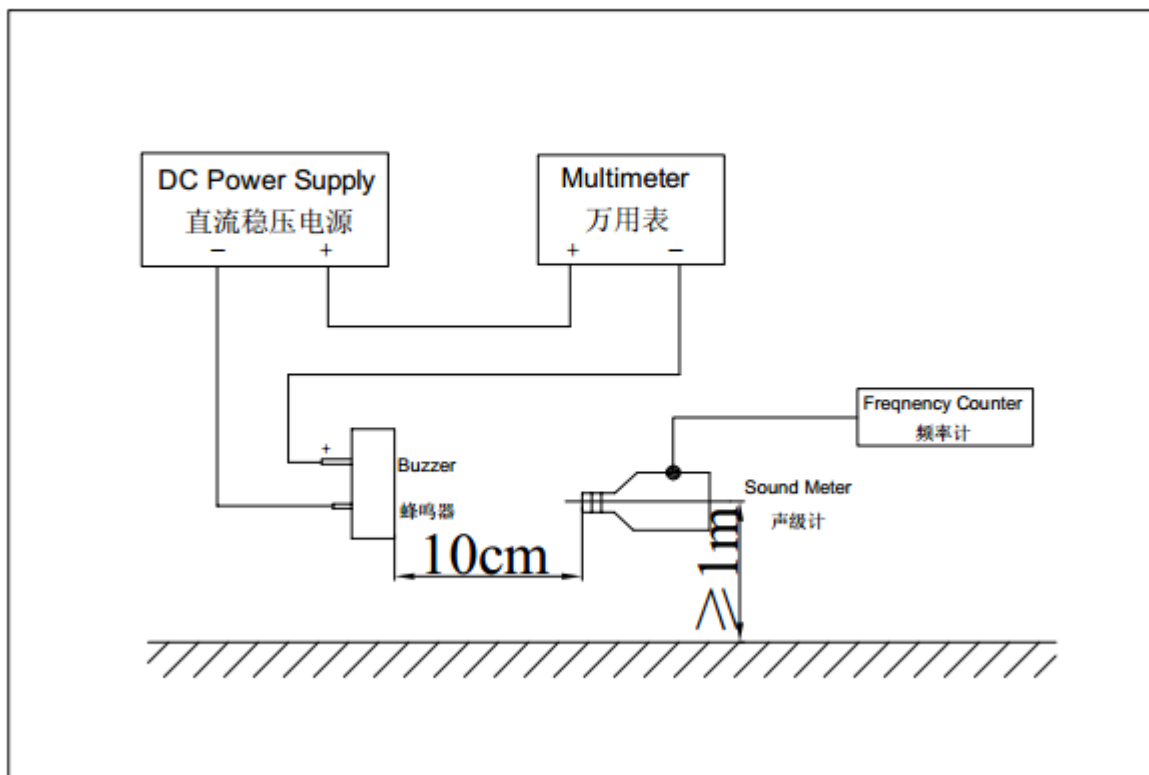 DC Power Supply
直流稳压电源
− +
Multimeter
万用表
+ −
Freqnency Counter
频率计
+
Buzzer
蜂鸣器
Sound Meter
声级计
10cm
≥1m